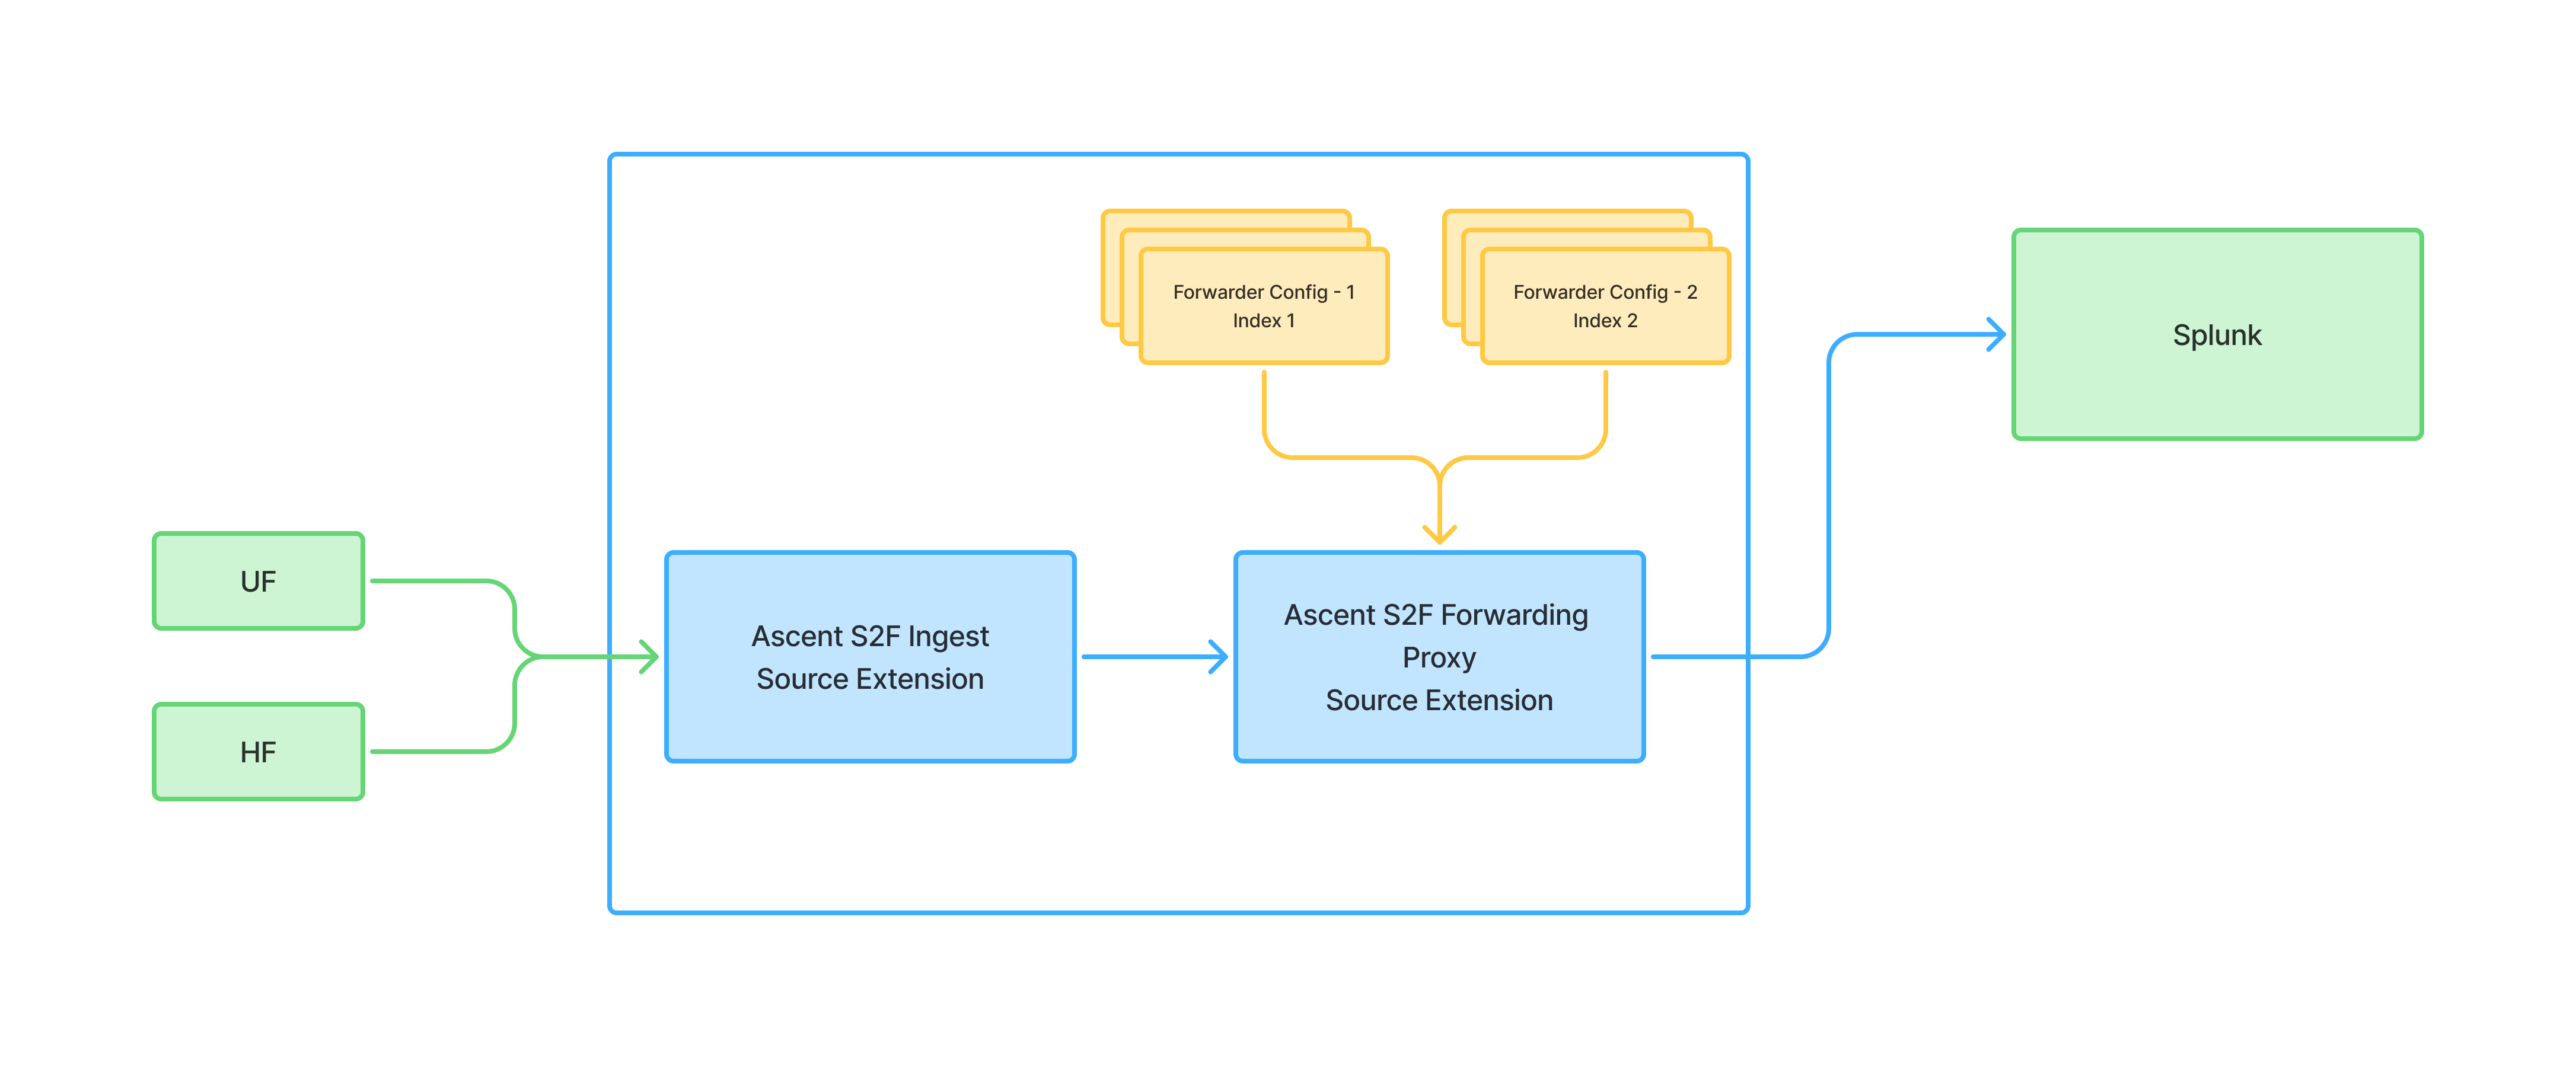 Forwarder Config - 1
Index 1
Forwarder Config - 2
Index 2
Splunk
UF
HF
Ascent S2F Ingest
Source Extension
Ascent S2F Forwarding
Proxy
Source Extension